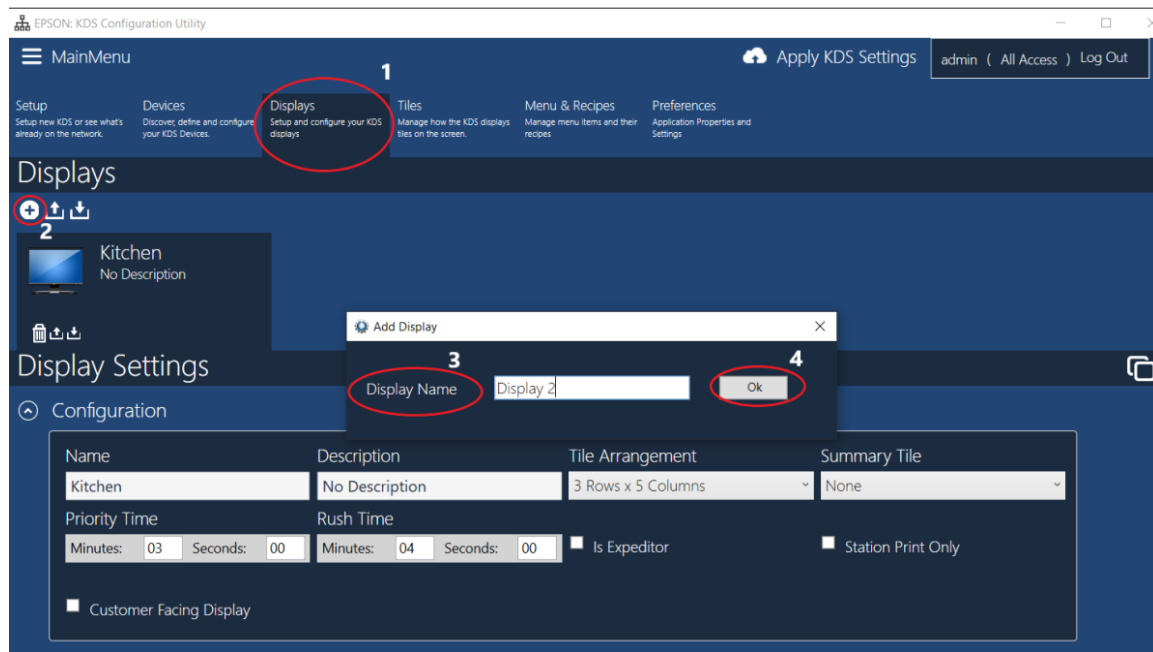 EPSON: KDS Configuration Utility
MainMenu
Apply KDS Settings
admin ( All Access ) Log Out
1
Setup
Setup new KDS or see what's
already on the network.
Devices
Discover, define and configure
your KDS Devices.
Displays
Setup and configure your KDS
displays
Tiles
Manage how the KDS displays
tiles on the screen.
Menu & Recipes
Manage menu items and their
recipes
Preferences
Application Properties and
Settings
Displays
2
Kitchen
No Description
Add Display
3
4
Display Name
Display 2
Ok
Display Settings
Configuration
Name
Description
Tile Arrangement
Summary Tile
Kitchen
No Description
3 Rows x 5 Columns
None
Priority Time
Rush Time
Minutes: 03 Seconds: 00
Minutes: 04 Seconds: 00
Is Expeditor
Station Print Only
Customer Facing Display